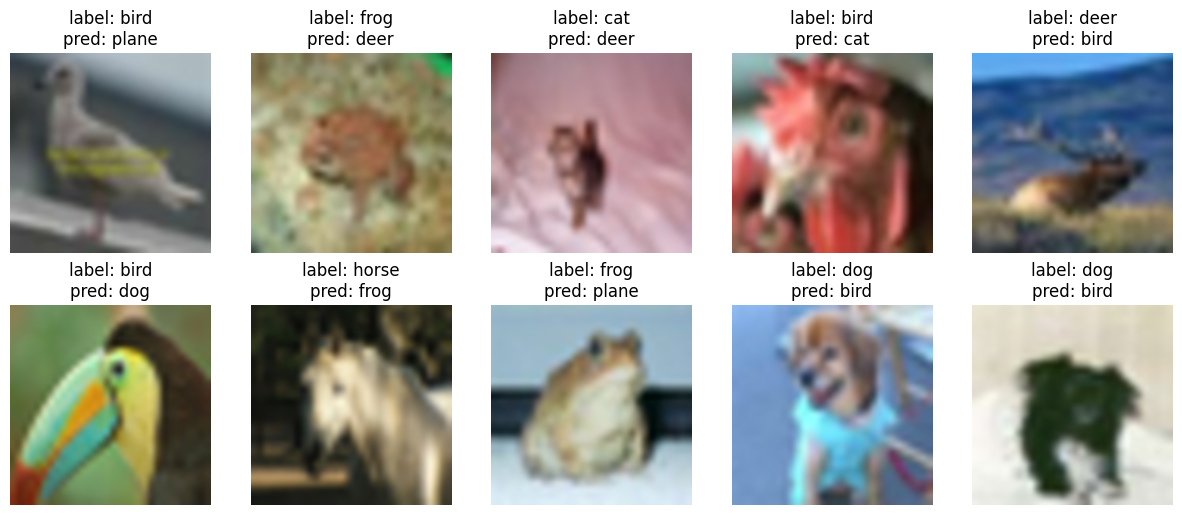 label: bird
pred: plane
label: frog
pred: deer
label: cat
pred: deer
label: bird
pred: cat
label: deer
pred: bird
label: bird
pred: dog
label: horse
pred: frog
label: frog
pred: plane
label: dog
pred: bird
label: dog
pred: bird